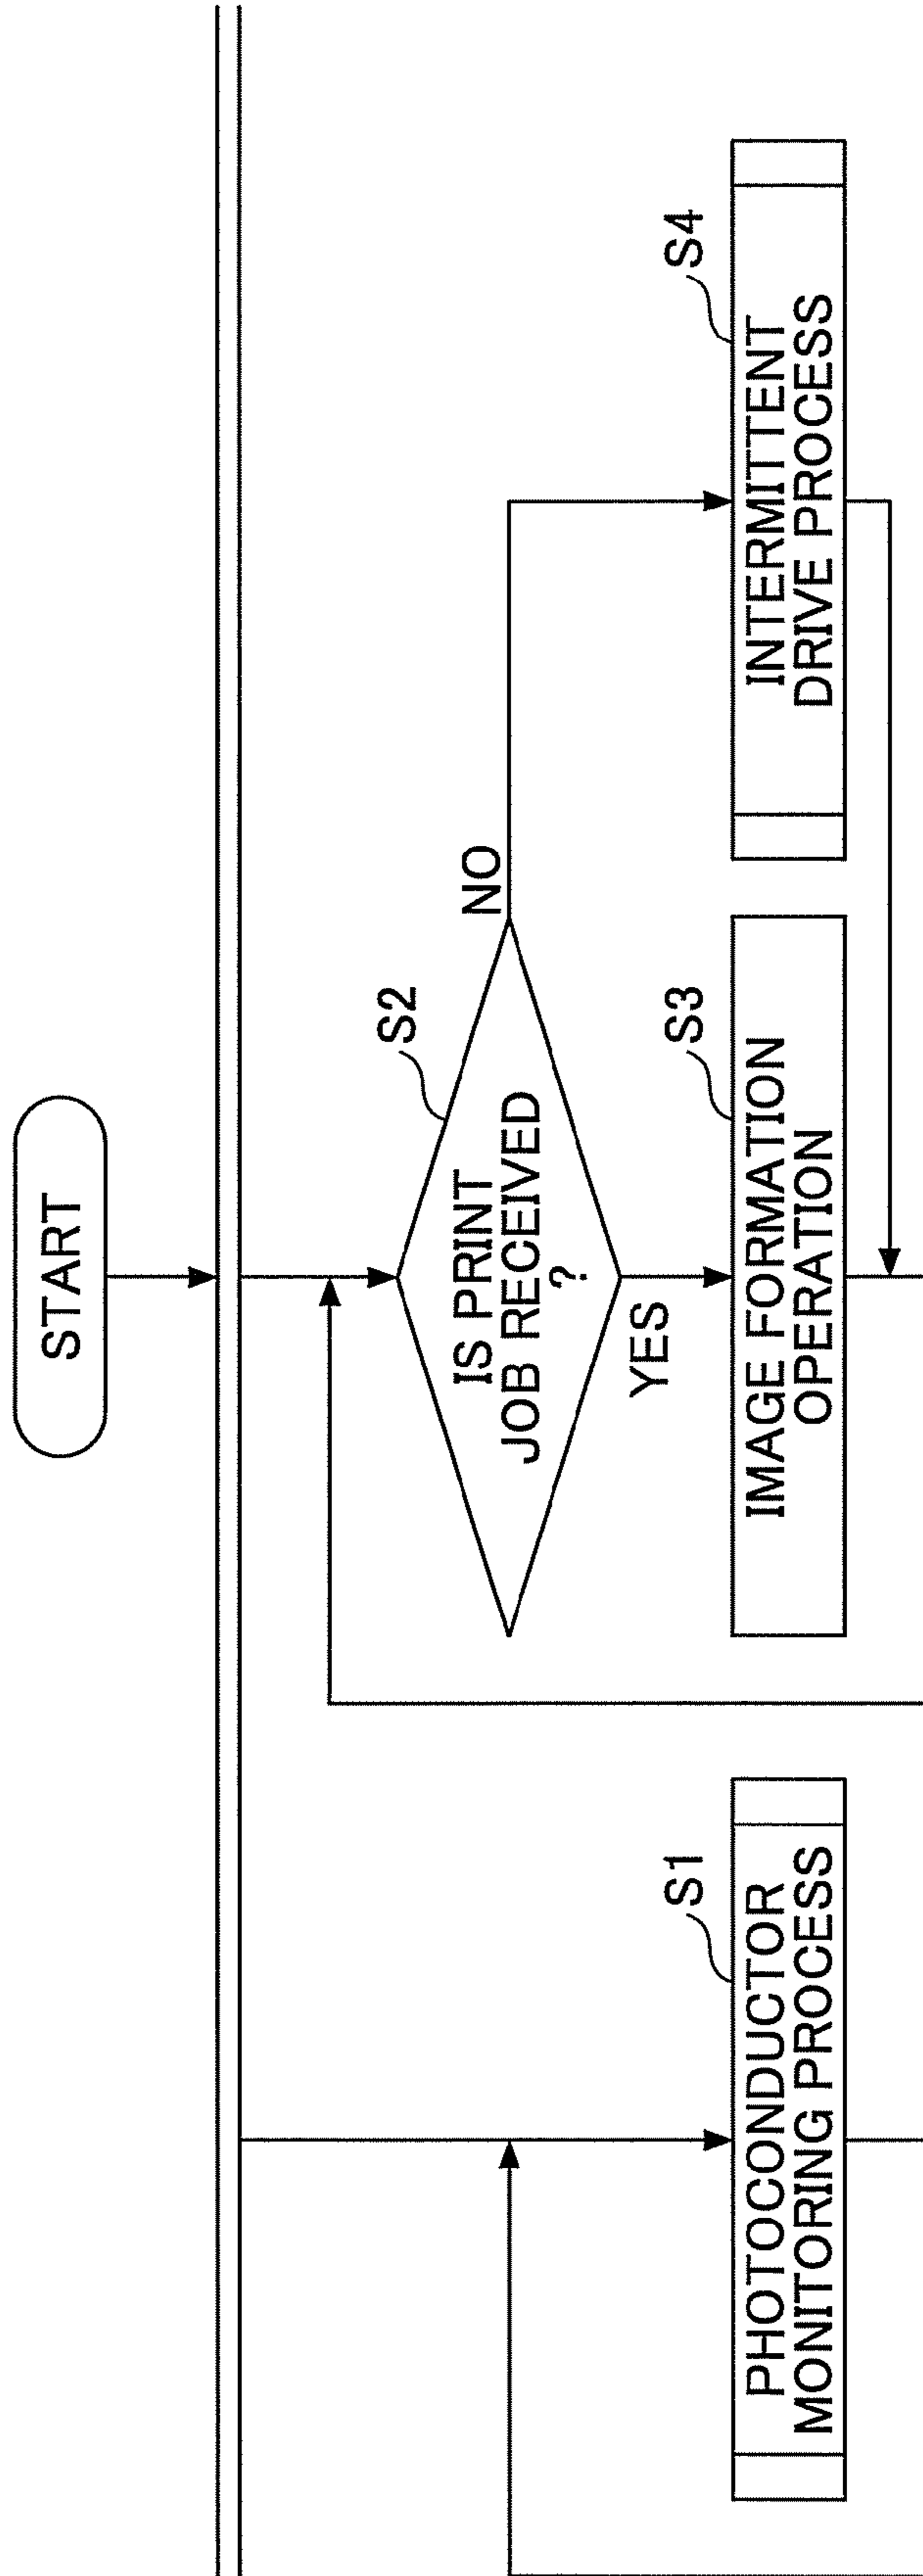 START
S1
PHOTOCONDUCTOR
MONITORING PROCESS
S2
IS PRINT
JOB RECEIVED
?
NO
YES
S3
IMAGE FORMATION
OPERATION
S4
INTERMITTENT
DRIVE PROCESS